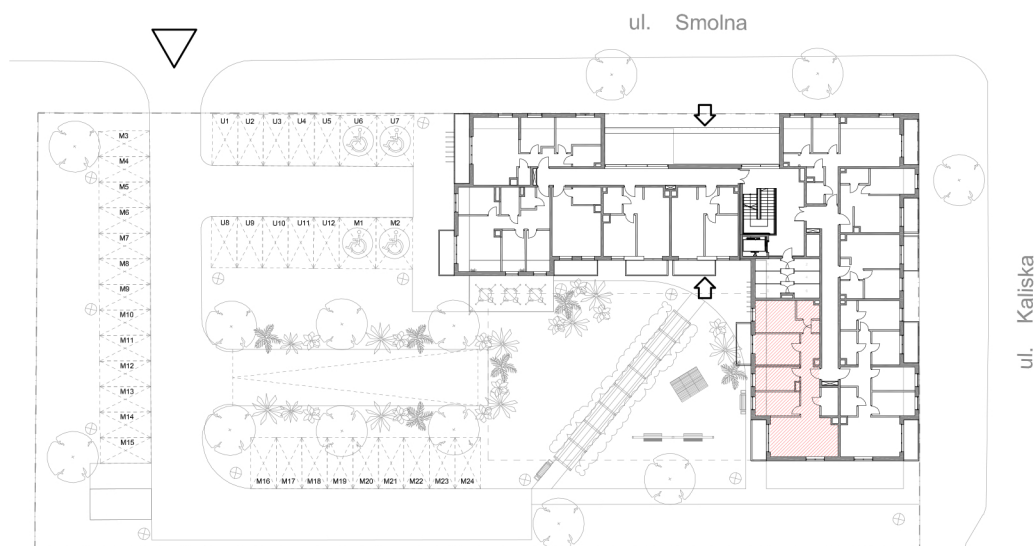 ul. Smolna
U1 U2 U3 U4 U5 U6 U7
M3
M4
M5
M6
U8 U9 U10 U11 U12 M1 M2
M7
M8
M9
M10
M11
M12
M13
M14
M15
M16 M17 M18 M19 M20 M21 M22 M23 M24
ul. Kaliska